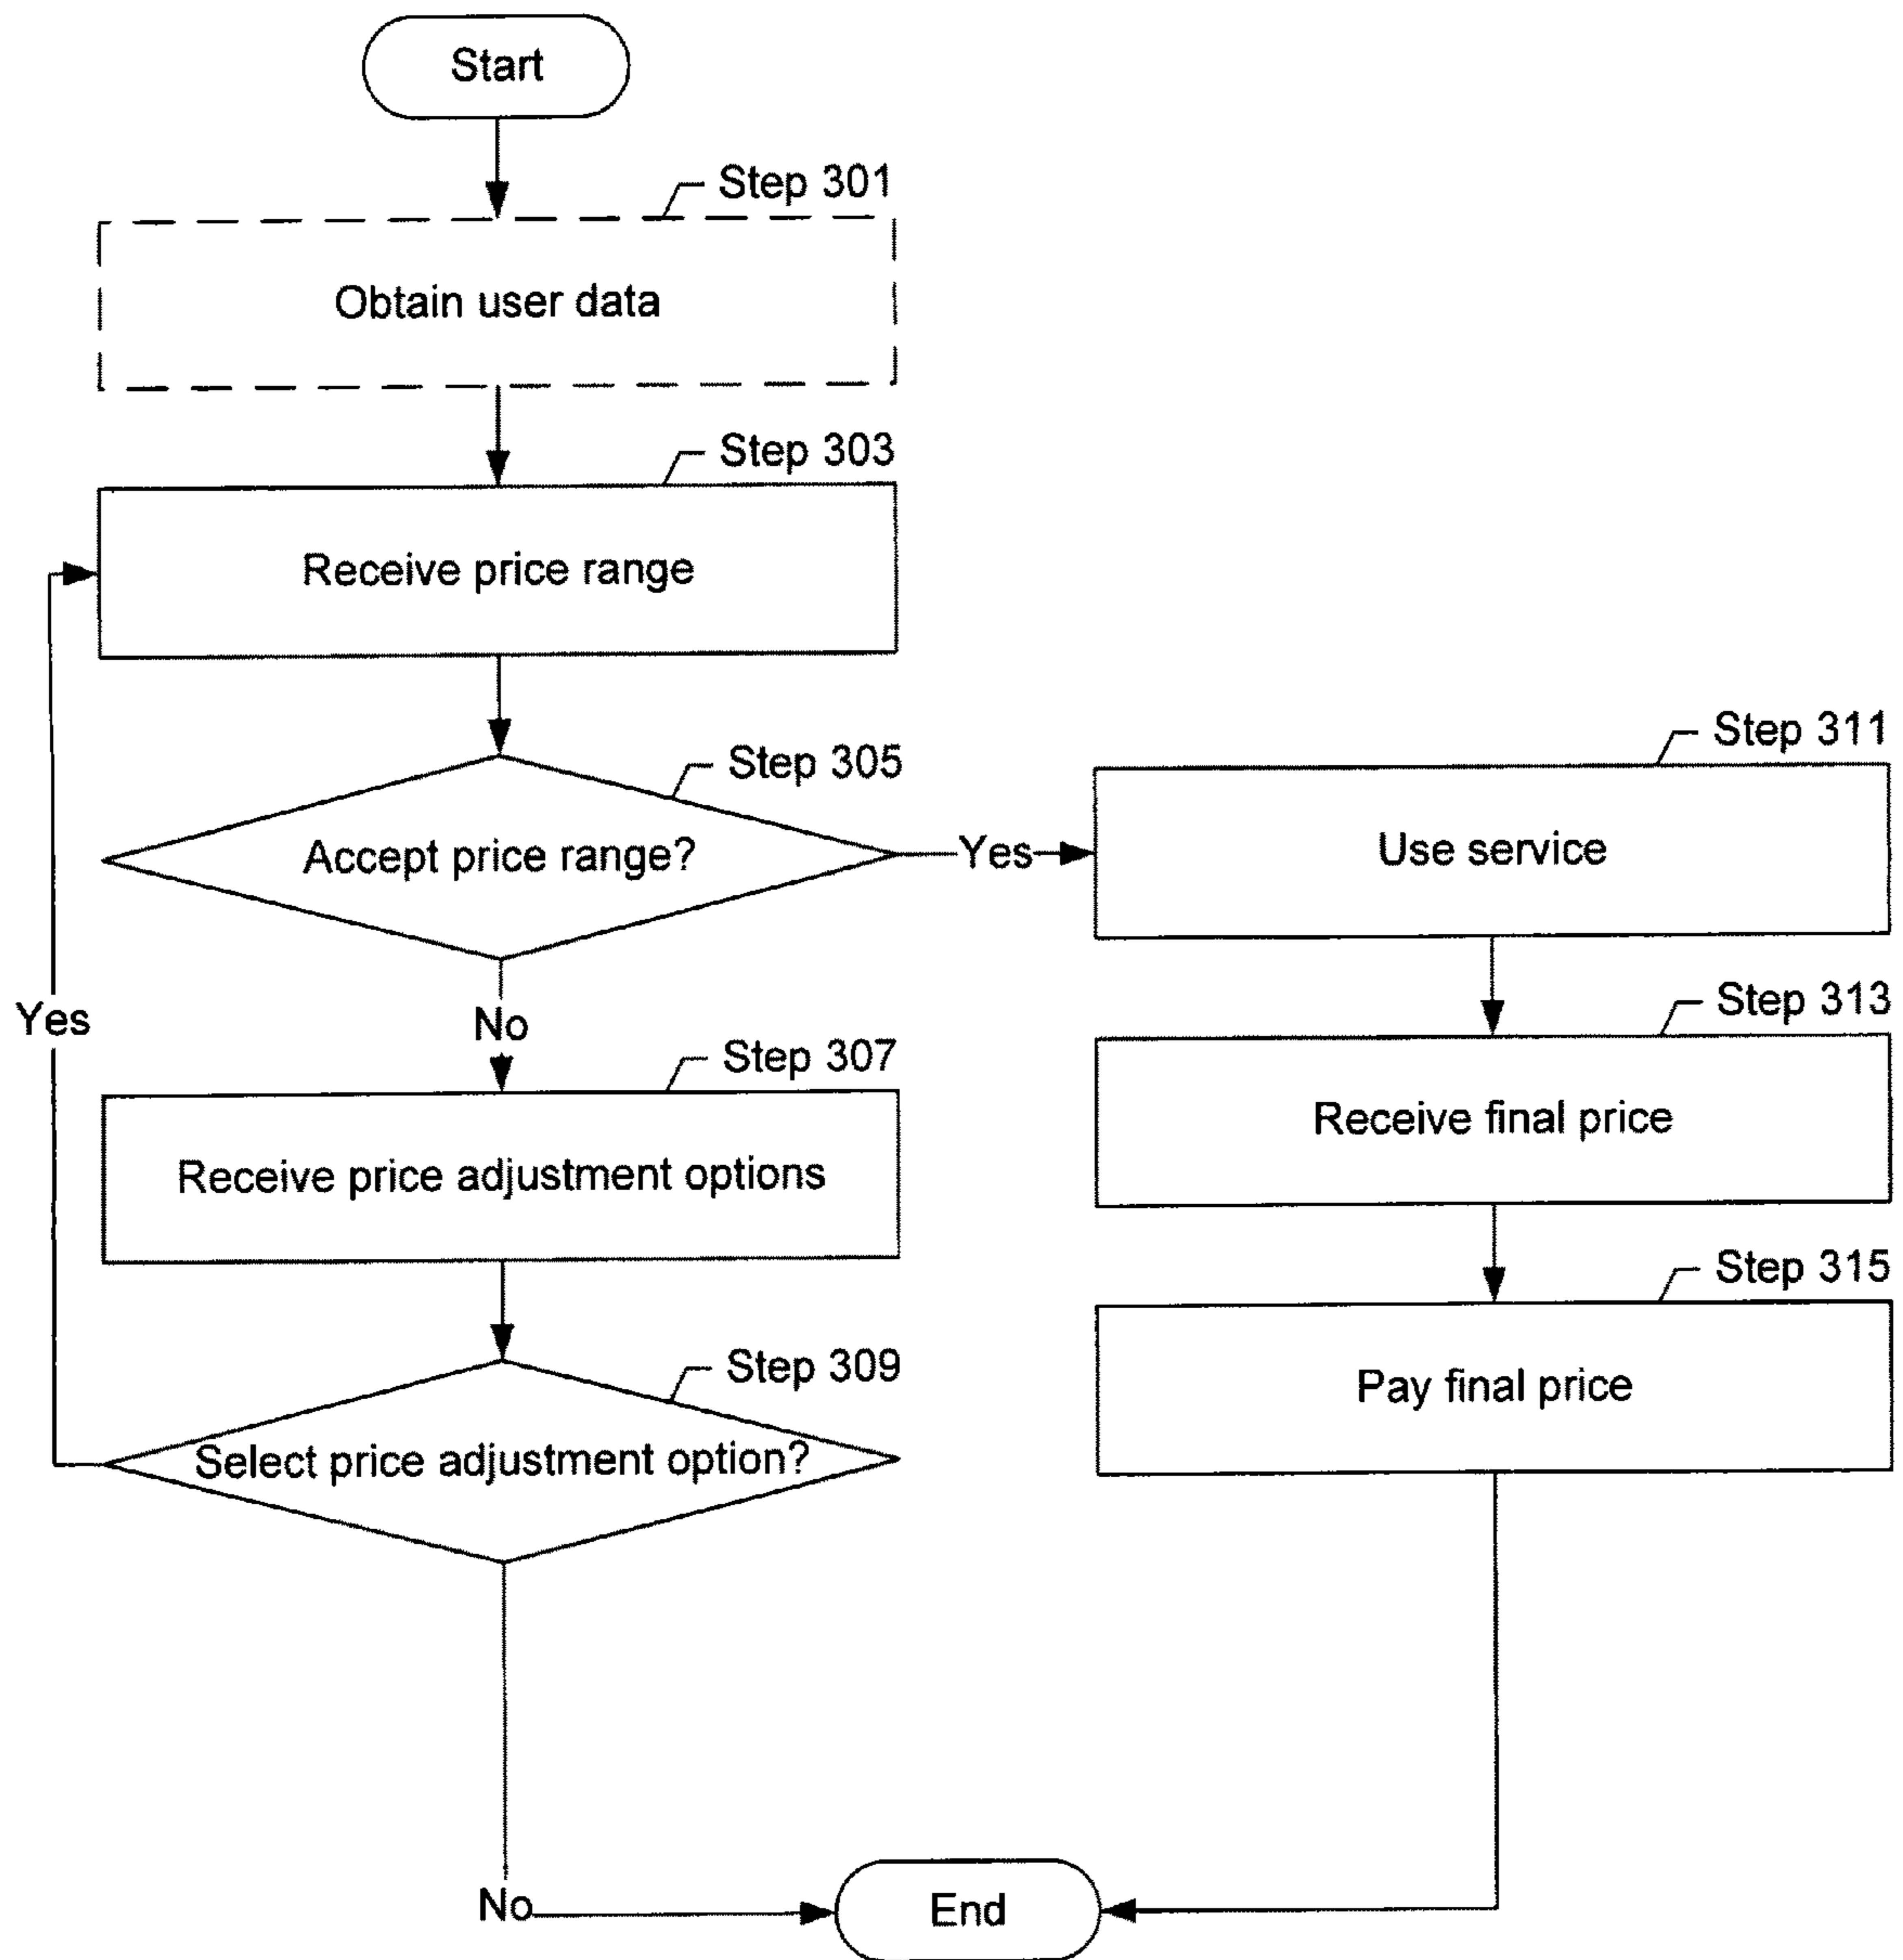 Start
Step 301
Obtain user data
Step 303
Receive price range
Step 305
Accept price range?
Yes
Step 311
Use service
Yes
No
Step 307
Receive price adjustment options
Step 313
Receive final price
Step 309
Select price adjustment option?
Step 315
Pay final price
No
End